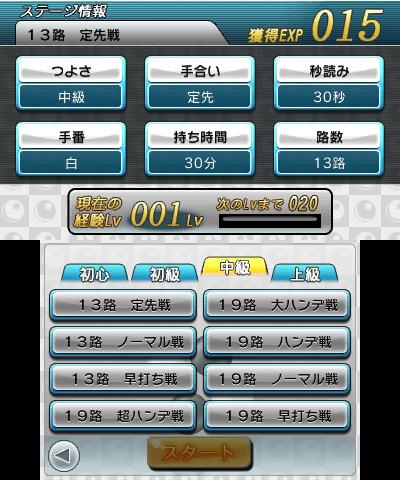 ステージ情報
13路 定先戦
獲得EXP 015
つよさ 手合い 秒読み
中級 定先 30秒
手番 持ち時間 路数
白 30分 13路
現在の
経験Lv 001 Lv 次のLvまで 020
初心 初級 中級 上級
13路 定先戦 19路 大ハンデ戦
13路 ノーマル戦 19路 ハンデ戦
13路 早打ち戦 19路 ノーマル戦
19路 超ハンデ戦 19路 早打ち戦
スタート